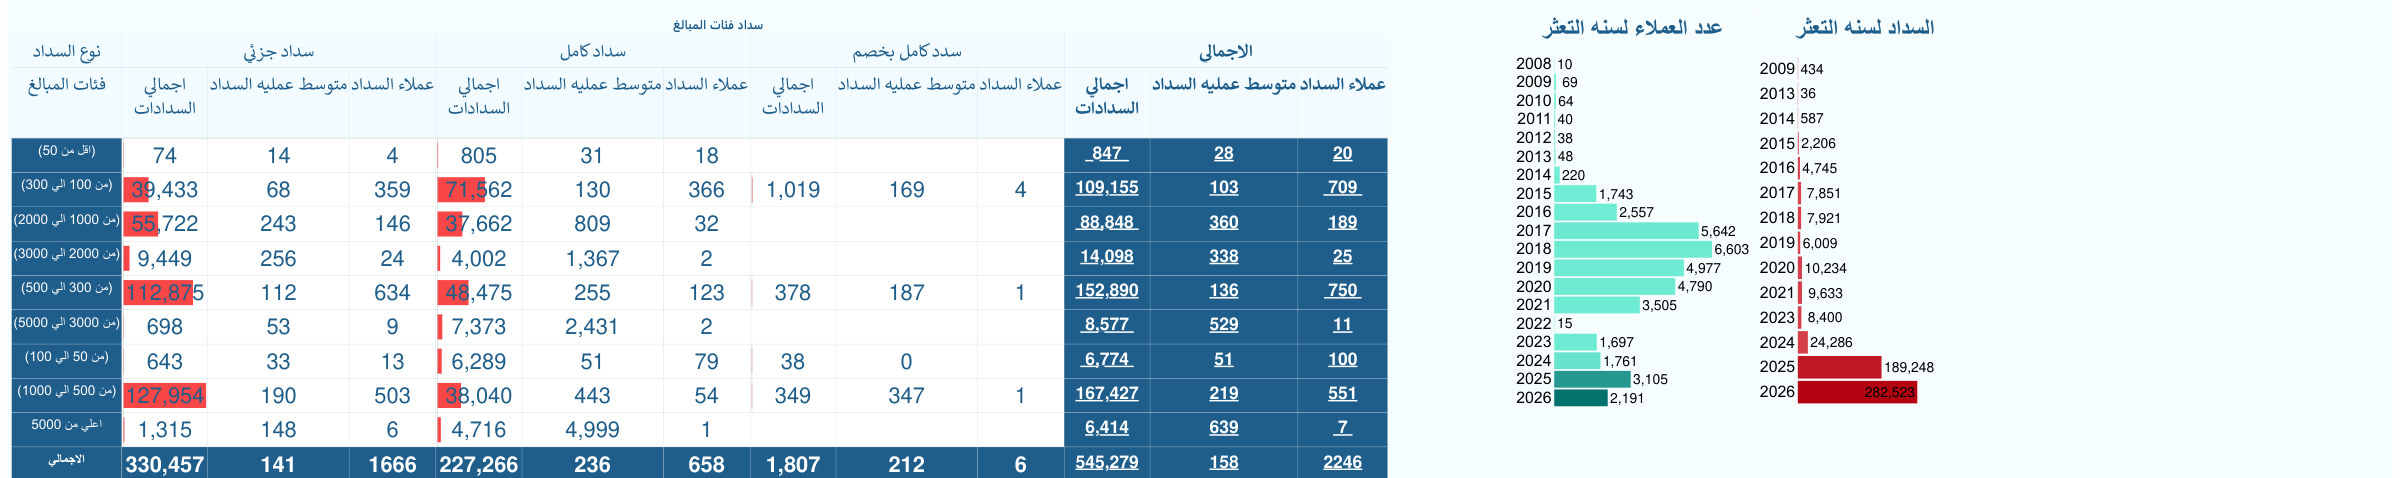 سداد فئات المبالغ
نوع السداد سداد جزئي سداد كامل سدد كامل بخصم الاجمالى
فئات المبالغ اجمالي السدادات متوسط عمليه السداد عملاء السداد اجمالي السدادات متوسط عمليه السداد عملاء السداد اجمالي السدادات متوسط عمليه السداد عملاء السداد اجمالي السدادات متوسط عمليه السداد عملاء السداد
(اقل من 50) 74 14 4 805 31 18 847 28 20
(من 100 الي 300) 39,433 68 359 71,562 130 366 1,019 169 4 109,155 103 709
(من 1000 الي 2000) 55,722 243 146 37,662 809 32 88,848 360 189
(من 2000 الي 3000) 9,449 256 24 4,002 1,367 2 14,098 338 25
(من 300 الي 500) 112,875 112 634 48,475 255 123 378 187 1 152,890 136 750
(من 3000 الي 5000) 698 53 9 7,373 2,431 2 8,577 529 11
(من 50 الي 100) 643 33 13 6,289 51 79 38 0 6,774 51 100
(من 500 الي 1000) 127,954 190 503 38,040 443 54 349 347 1 167,427 219 551
اعلي من 5000 1,315 148 6 4,716 4,999 1 6,414 639 7
الاجمالي 330,457 141 1666 227,266 236 658 1,807 212 6 545,279 158 2246
عدد العملاء لسنه التعثر
2008 10
2009 69
2010 64
2011 40
2012 38
2013 48
2014 220
2015 1,743
2016 2,557
2017 5,642
2018 6,603
2019 4,977
2020 4,790
2021 3,505
2022 15
2023 1,697
2024 1,761
2025 3,105
2026 2,191
السداد لسنه التعثر
2009 434
2013 36
2014 587
2015 2,206
2016 4,745
2017 7,851
2018 7,921
2019 6,009
2020 10,234
2021 9,633
2023 8,400
2024 24,286
2025 189,248
2026 282,523